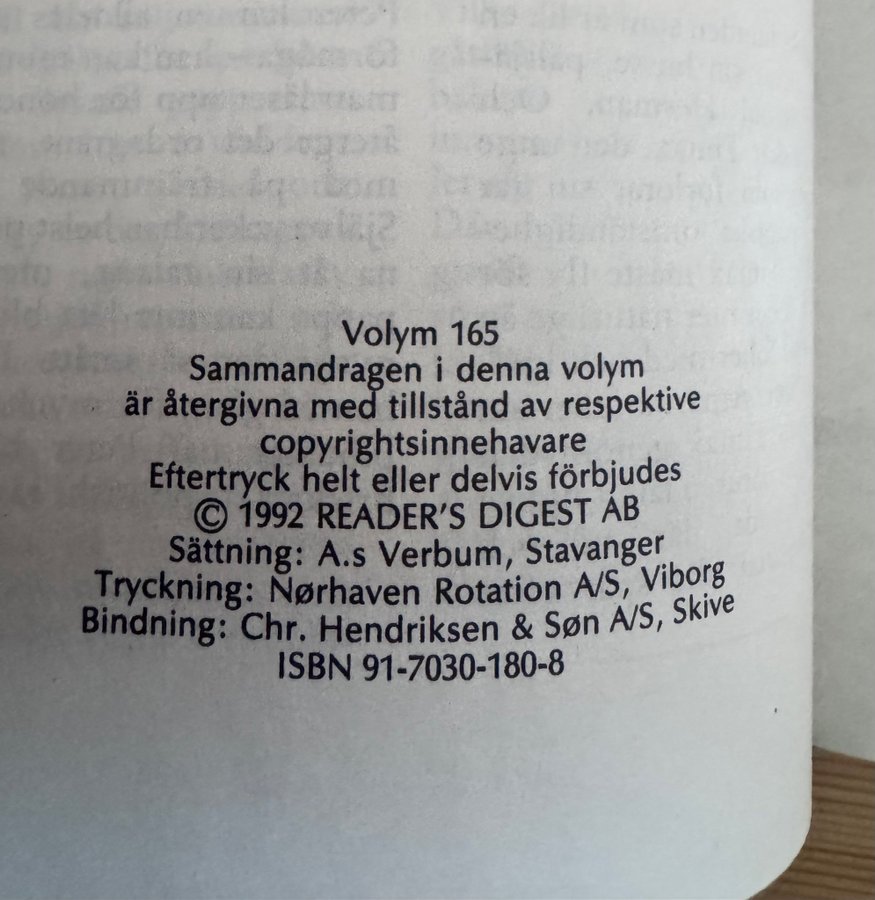 Volym 165
Sammandragen i denna volym
är återgivna med tillstånd av respektive
copyrightsinnehavare
Eftertryck helt eller delvis förbjudes
© 1992 READER'S DIGEST AB
Sättning: A.s Verbum, Stavanger
Tryckning: Nørhaven Rotation A/S, Viborg
Bindning: Chr. Hendriksen & Søn A/S, Skive
ISBN 91-7030-180-8